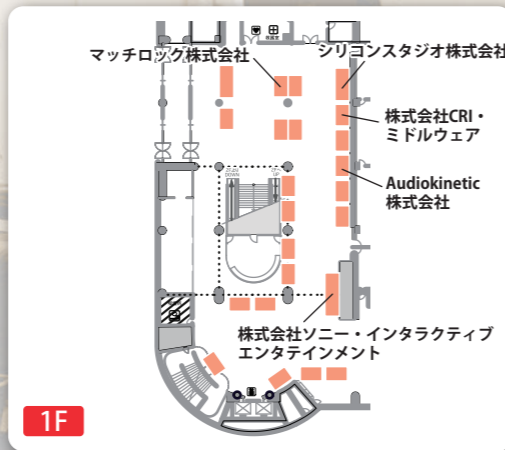 マッチロック株式会社
シリコンスタジオ株式会社
株式会社CRI・
ミドルウェア
Audiokinetic
株式会社
DOWN
UP
株式会社ソニー・インタラクティブ
エンタテインメント
1F